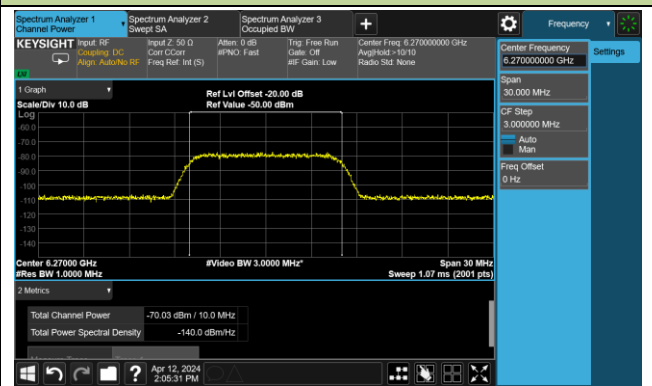 Spectrum Analyzer 1
Channel Power
Spectrum Analyzer 2
Swept SA
Spectrum Analyzer 3
Occupied BW
+
Frequency
KEYSIGHT
Input: RF
Coupling: DC
Align: Auto/No RF
Input Z: 50 Ω
Corr CCorr
Freq Ref: Int (S)
Atten: 0 dB
#PNO: Fast
Trig: Free Run
Gate: Off
#IF Gain: Low
Center Freq: 6.270000000 GHz
Avg|Hold:>10/10
Radio Std: None
Center Frequency
6.270000000 GHz
Settings
Span
30.000 MHz
CF Step
3.000000 MHz
Auto
Man
Freq Offset
0 Hz
1 Graph
Scale/Div 10.0 dB
Ref Lvl Offset -20.00 dB
Ref Value -50.00 dBm
Log
-60.0
-70.0
-80.0
-90.0
-100
-110
-120
-130
-140
Center 6.27000 GHz
#Video BW 3.0000 MHz*
Span 30 MHz
#Res BW 1.0000 MHz
Sweep 1.07 ms (2001 pts)
2 Metrics
Total Channel Power -70.03 dBm / 10.0 MHz
Total Power Spectral Density -140.0 dBm/Hz
?
Apr 12, 2024
2:05:31 PM